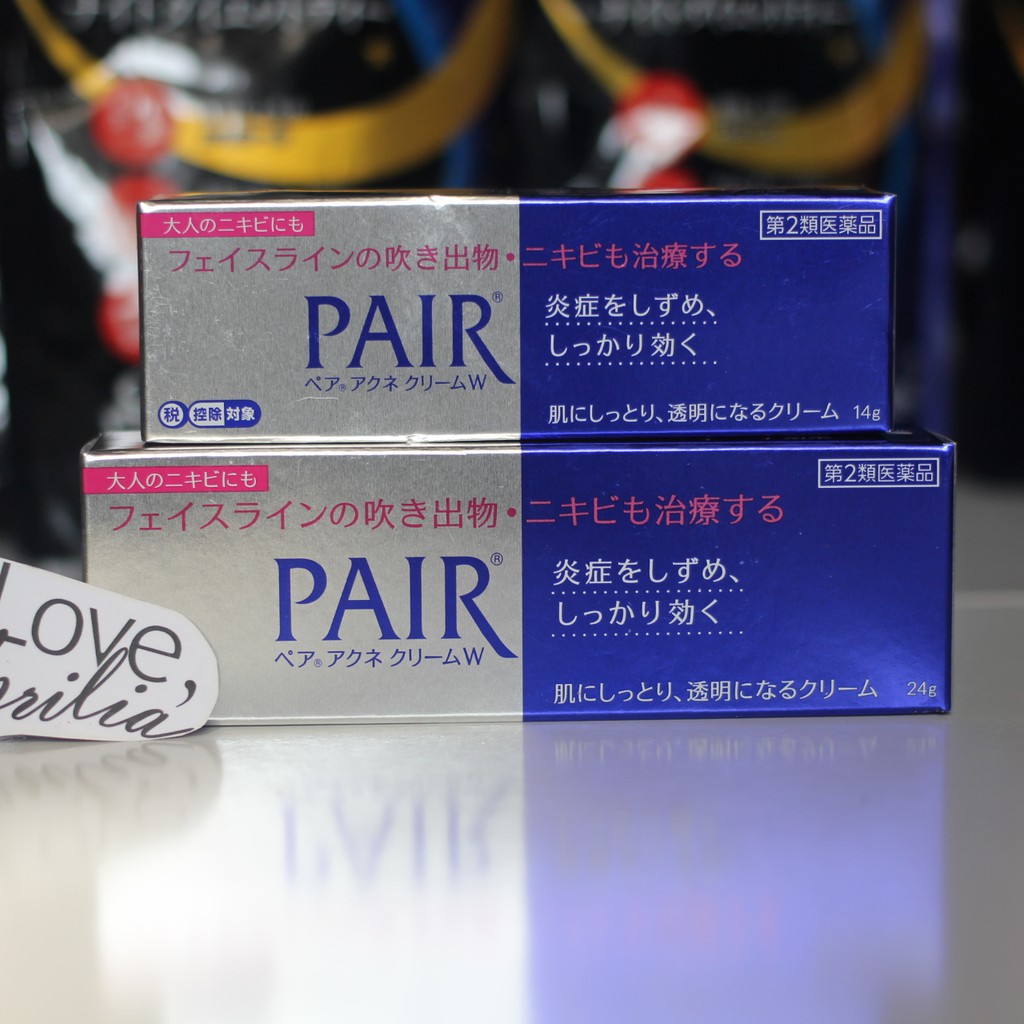 大人のニキビにも
第2類医薬品
フェイスラインの吹き出物・ニキビも治療する
PAIR®
ペア® アクネ クリームW
炎症をしずめ、
しっかり効く
税 控除対象
肌にしっとり、透明になるクリーム 14g
大人のニキビにも
第2類医薬品
フェイスラインの吹き出物・ニキビも治療する
PAIR®
ペア® アクネ クリームW
炎症をしずめ、
しっかり効く
肌にしっとり、透明になるクリーム 24g
Love,